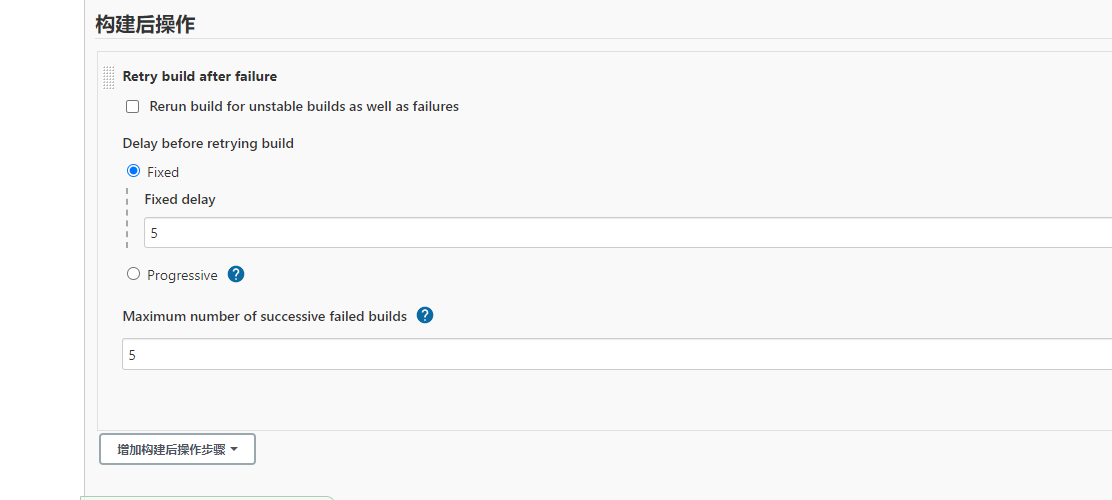 构建后操作
Retry build after failure
Rerun build for unstable builds as well as failures
Delay before retrying build
Fixed
Fixed delay
5
Progressive ?
Maximum number of successive failed builds ?
5
增加构建后操作步骤